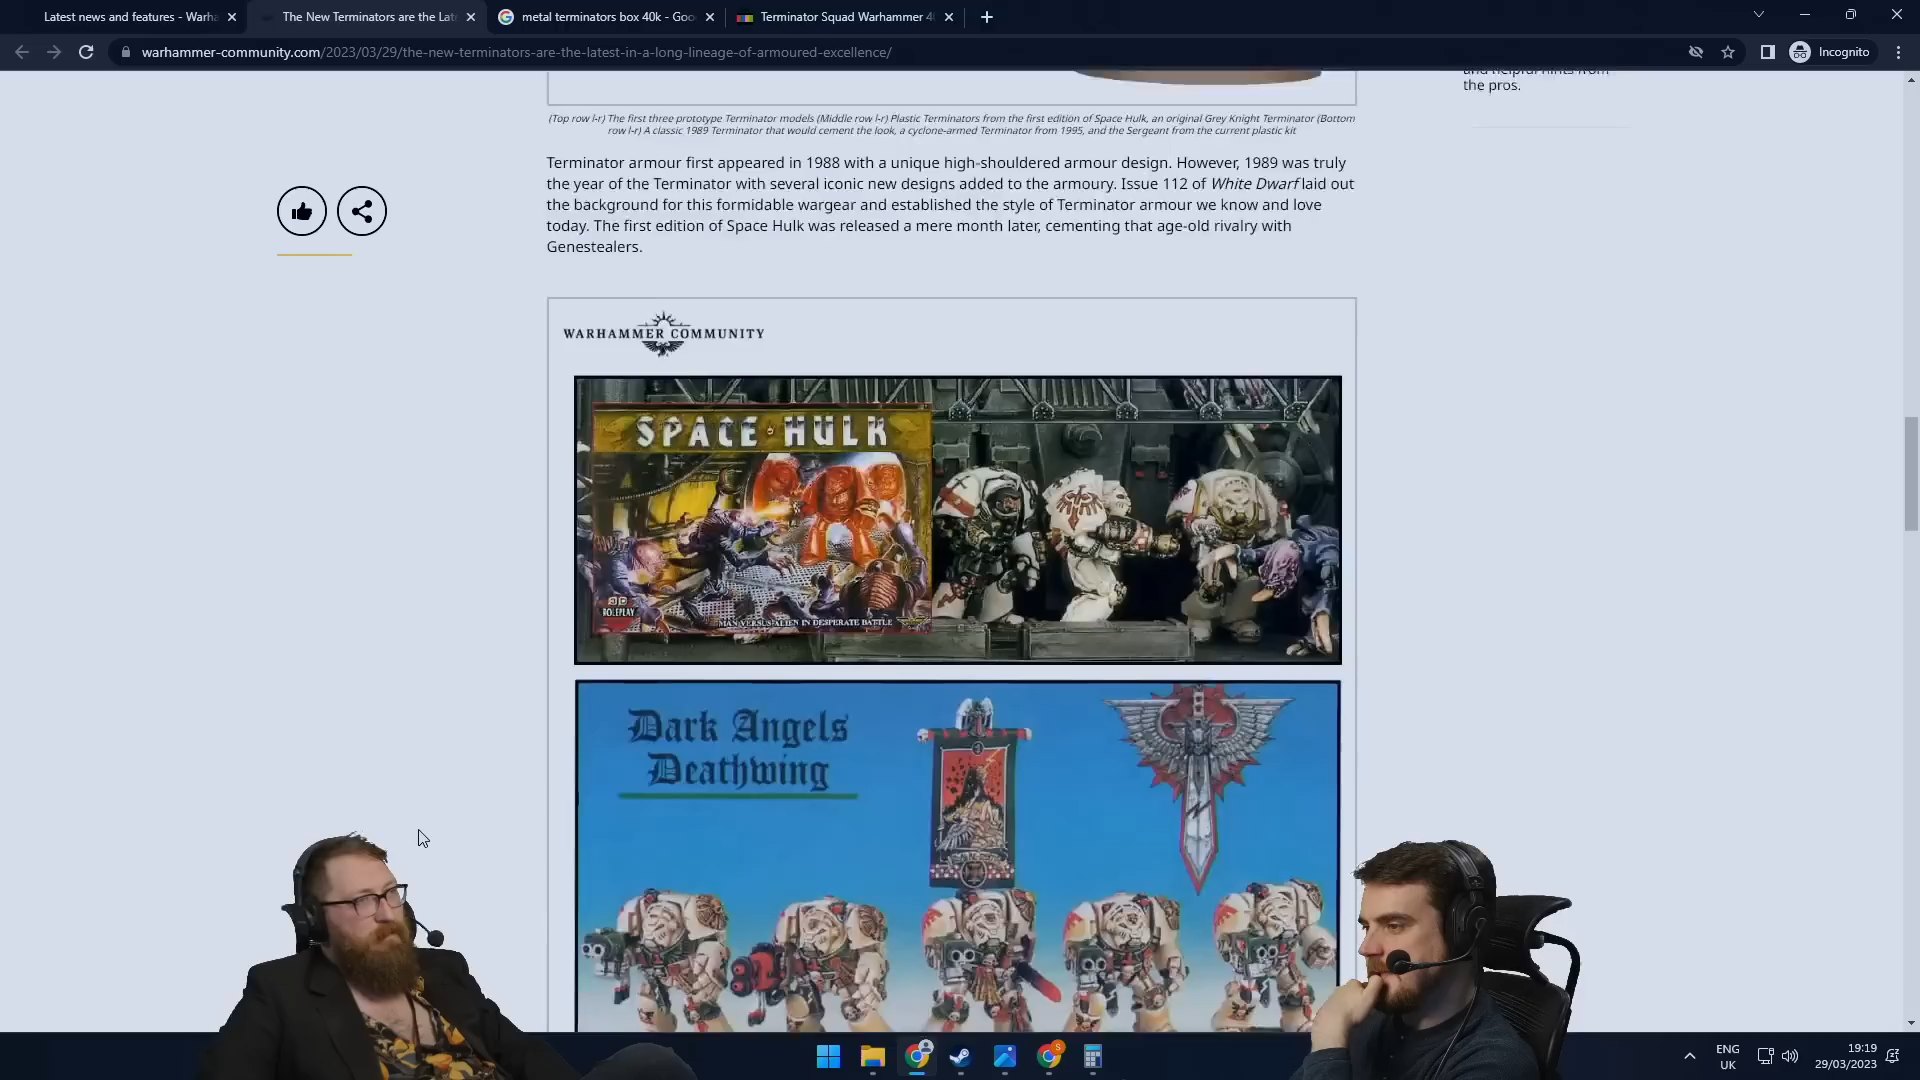 Latest news and features - Warha
The New Terminators are the Late
metal terminators box 40k - Goo
Terminator Squad Warhammer 40
warhammer-community.com/2023/03/29/the-new-terminators-are-the-latest-in-a-long-lineage-of-armoured-excellence/
Incognito
and helpful hints from
the pros.
(Top row l-r) The first three prototype Terminator models (Middle row l-r) Plastic Terminators from the first edition of Space Hulk, an original Grey Knight Terminator (Bottom
row l-r) A classic 1989 Terminator that would cement the look, a cyclone-armed Terminator from 1995, and the Sergeant from the current plastic kit
Terminator armour first appeared in 1988 with a unique high-shouldered armour design. However, 1989 was truly
the year of the Terminator with several iconic new designs added to the armoury. Issue 112 of White Dwarf laid out
the background for this formidable wargear and established the style of Terminator armour we know and love
today. The first edition of Space Hulk was released a mere month later, cementing that age-old rivalry with
Genestealers.
WARHAMMER COMMUNITY
SPACE HULK
3D
ROLEPLAY
MAN VERSUS ALIEN IN DESPERATE BATTLE
Dark Angels
Deathwing
ENG
UK
19:19
29/03/2023